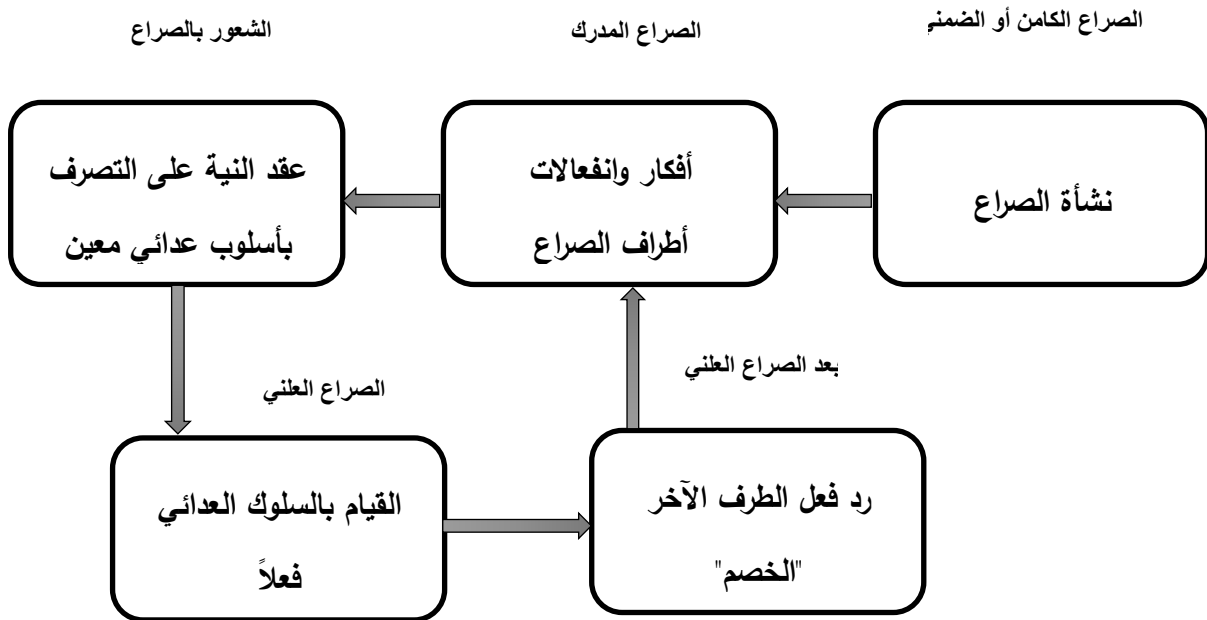 الصراع الكامن أو الضمني
الصراع المدرك
الشعور بالصراع
نشأة الصراع
أفكار وانفعالات
أطراف الصراع
عقد النية على التصرف
بأسلوب عدائي معين
بعد الصراع العلني
الصراع العلني
رد فعل الطرف الآخر
"الخصم"
القيام بالسلوك العدائي
فعلاً